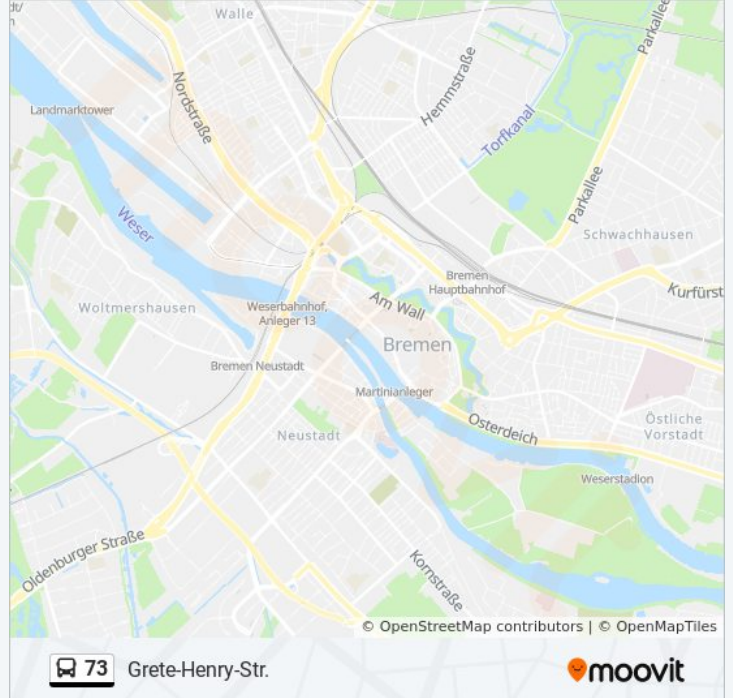 dt/
Walle
Parkallee
Hemmstraße
Nordstraße
Landmarktower
Torfkanal
Parkallee
Weser
Schwachhausen
Bremen
Hauptbahnhof
Kurfürst
Woltmershausen
Weserbahnhof,
Anleger 13
Am Wall
Bremen
Bremen Neustadt
Martinianleger
Neustadt
Osterdeich
Östliche
Vorstadt
Weserstadion
Oldenburger Straße
Kornstraße
© OpenStreetMap contributors | © OpenMapTiles
73 Grete-Henry-Str.
moovit